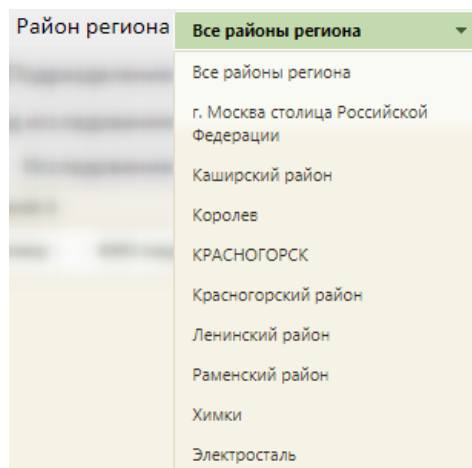 Район региона Все районы региона
Все районы региона
г. Москва столица Российской
Федерации
Каширский район
Королев
КРАСНОГОРСК
Красногорский район
Ленинский район
Раменский район
Химки
Электросталь